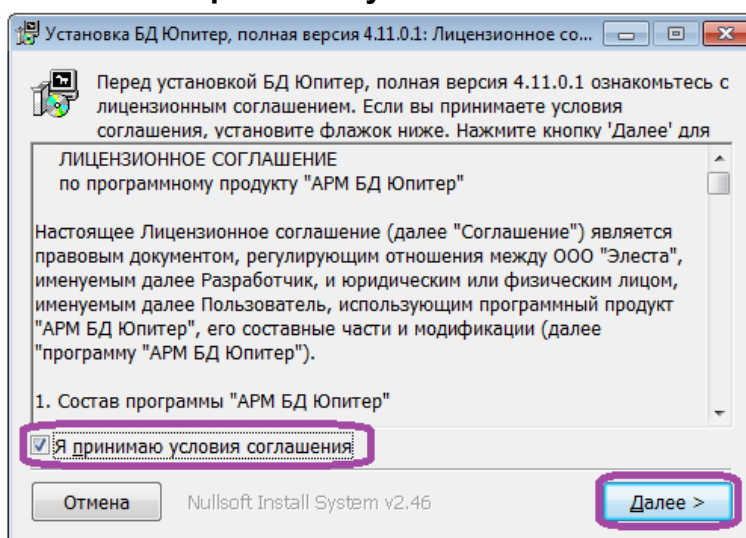 Установка БД Юпитер, полная версия 4.11.0.1: Лицензионное со...
Перед установкой БД Юпитер, полная версия 4.11.0.1 ознакомьтесь с
лицензионным соглашением. Если вы принимаете условия
соглашения, установите флажок ниже. Нажмите кнопку 'Далее' для
ЛИЦЕНЗИОННОЕ СОГЛАШЕНИЕ
по программному продукту "АРМ БД Юпитер"
Настоящее Лицензионное соглашение (далее "Соглашение") является
правовым документом, регулирующим отношения между ООО "Элеста",
именуемым далее Разработчик, и юридическим или физическим лицом,
именуемым далее Пользователь, использующим программный продукт
"АРМ БД Юпитер", его составные части и модификации (далее
"программу "АРМ БД Юпитер").
1. Состав программы "АРМ БД Юпитер"
Я принимаю условия соглашения
Отмена
Nullsoft Install System v2.46
Далее >